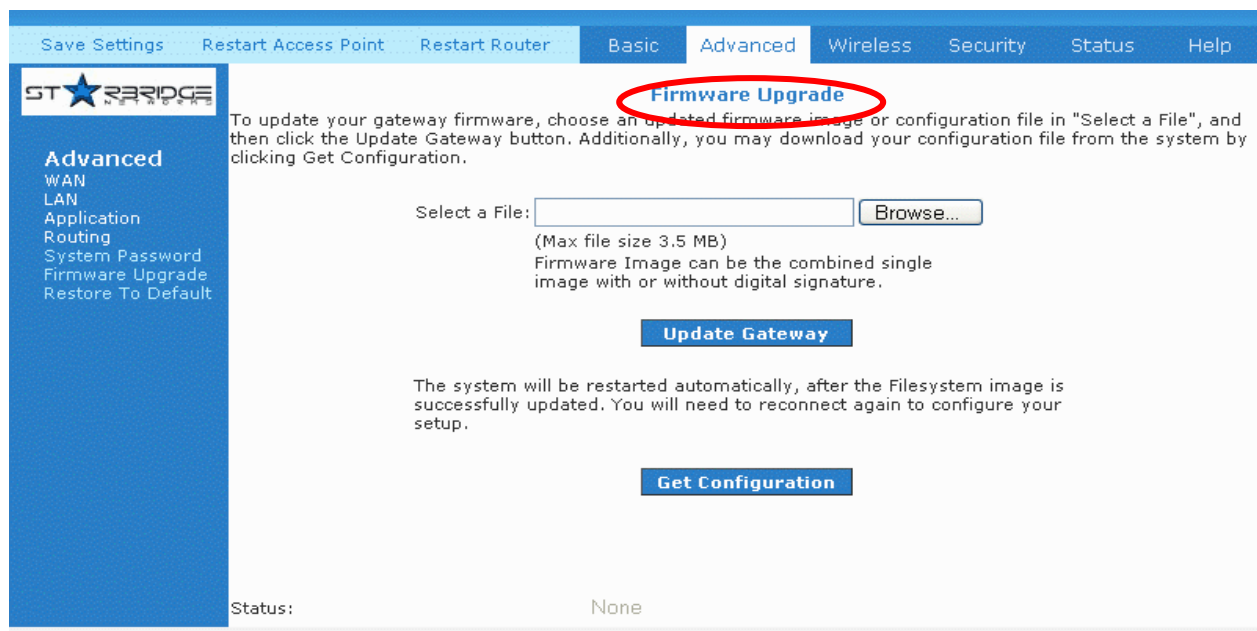 Save Settings Restart Access Point Restart Router Basic Advanced Wireless Security Status Help
STARBRIDGE
NETWORKS
Advanced
WAN
LAN
Application
Routing
System Password
Firmware Upgrade
Restore To Default
Firmware Upgrade
To update your gateway firmware, choose an updated firmware image or configuration file in "Select a File", and
then click the Update Gateway button. Additionally, you may download your configuration file from the system by
clicking Get Configuration.
Select a File: Browse...
(Max file size 3.5 MB)
Firmware Image can be the combined single
image with or without digital signature.
Update Gateway
The system will be restarted automatically, after the Filesystem image is
successfully updated. You will need to reconnect again to configure your
setup.
Get Configuration
Status: None